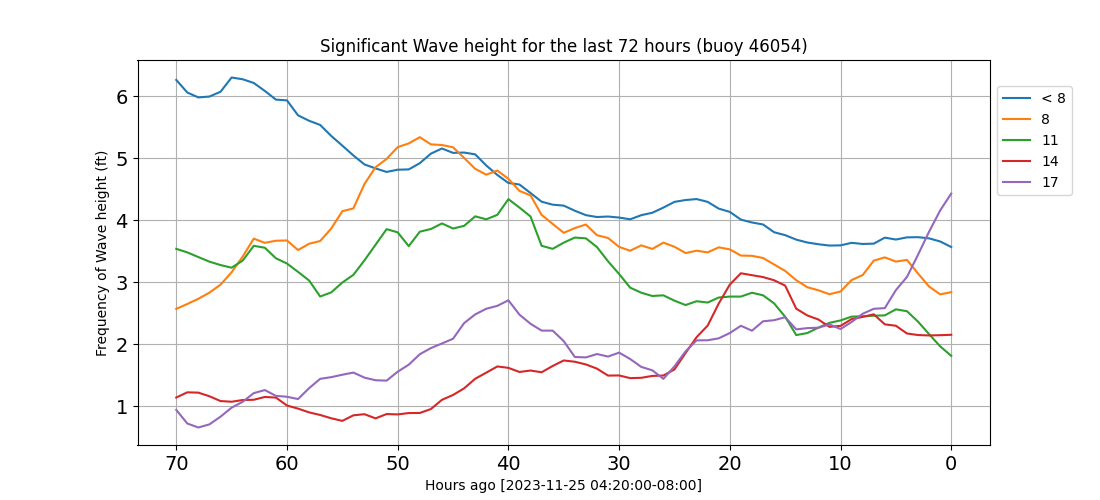 Significant Wave height for the last 72 hours (buoy 46054)
Frequency of Wave height (ft)
6
5
4
3
2
1
70 60 50 40 30 20 10 0
Hours ago [2023-11-25 04:20:00-08:00]
< 8
8
11
14
17